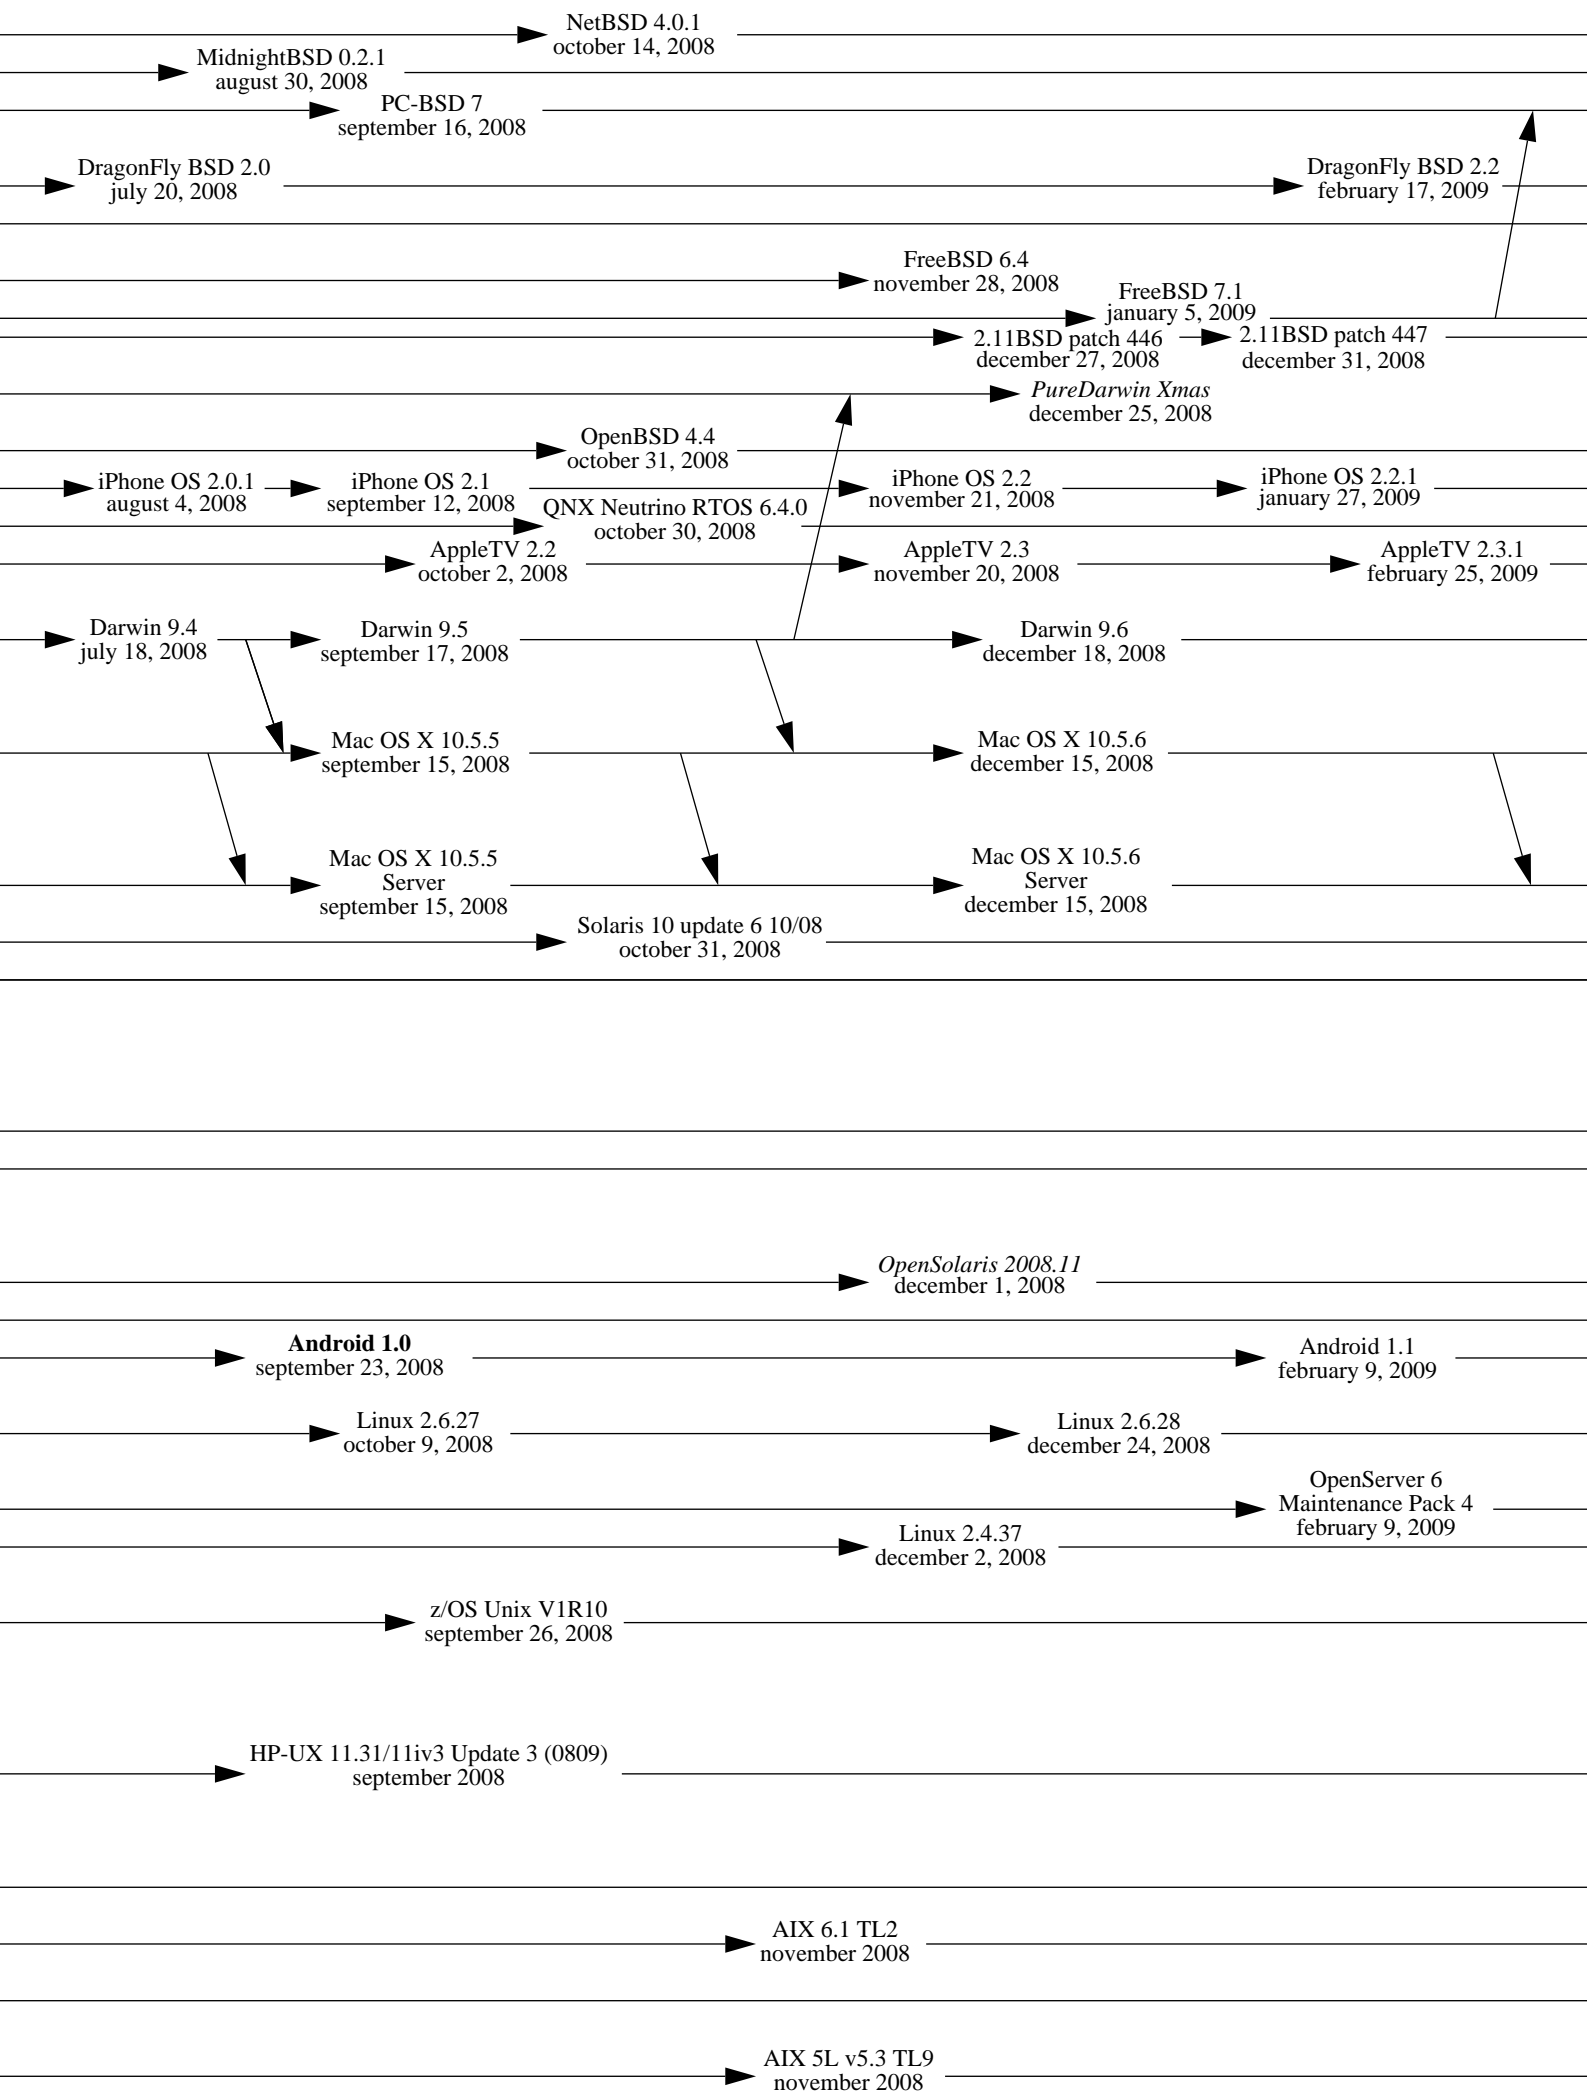 NetBSD 4.0.1
october 14, 2008
MidnightBSD 0.2.1
august 30, 2008
PC-BSD 7
september 16, 2008
DragonFly BSD 2.0
july 20, 2008
DragonFly BSD 2.2
february 17, 2009
FreeBSD 6.4
november 28, 2008
FreeBSD 7.1
january 5, 2009
2.11BSD patch 446
december 27, 2008
2.11BSD patch 447
december 31, 2008
PureDarwin Xmas
december 25, 2008
OpenBSD 4.4
october 31, 2008
iPhone OS 2.0.1
august 4, 2008
iPhone OS 2.1
september 12, 2008
iPhone OS 2.2
november 21, 2008
iPhone OS 2.2.1
january 27, 2009
QNX Neutrino RTOS 6.4.0
october 30, 2008
AppleTV 2.2
october 2, 2008
AppleTV 2.3
november 20, 2008
AppleTV 2.3.1
february 25, 2009
Darwin 9.4
july 18, 2008
Darwin 9.5
september 17, 2008
Darwin 9.6
december 18, 2008
Mac OS X 10.5.5
september 15, 2008
Mac OS X 10.5.6
december 15, 2008
Mac OS X 10.5.5
Server
september 15, 2008
Mac OS X 10.5.6
Server
december 15, 2008
Solaris 10 update 6 10/08
october 31, 2008
OpenSolaris 2008.11
december 1, 2008
Android 1.0
september 23, 2008
Android 1.1
february 9, 2009
Linux 2.6.27
october 9, 2008
Linux 2.6.28
december 24, 2008
OpenServer 6
Maintenance Pack 4
february 9, 2009
Linux 2.4.37
december 2, 2008
z/OS Unix V1R10
september 26, 2008
HP-UX 11.31/11iv3 Update 3 (0809)
september 2008
AIX 6.1 TL2
november 2008
AIX 5L v5.3 TL9
november 2008